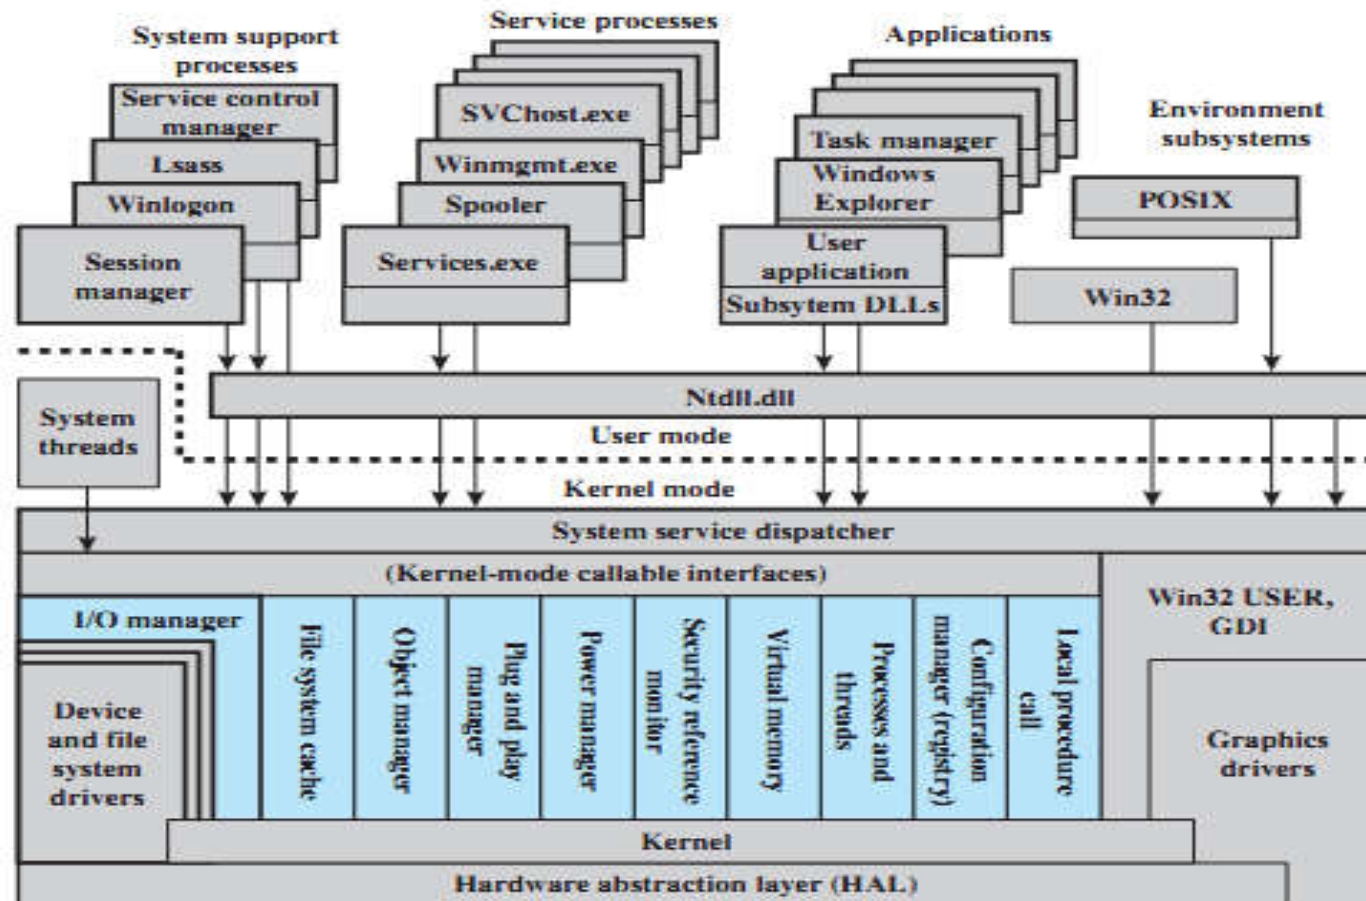 System support
processes
Service processes
Applications
Environment
subsystems
Service control
manager
Lsass
Winlogon
Session
manager
SVChost.exe
Winmgmt.exe
Spooler
Services.exe
Task manager
Windows
Explorer
User
application
Subsytem DLLs
POSIX
Win32
System
threads
Ntdll.dll
User mode
Kernel mode
System service dispatcher
(Kernel-mode callable interfaces)
I/O manager
Device
and file
system
drivers
File system cache
Object manager
Plug and play
manager
Power manager
Security reference
monitor
Virtual memory
Processes and
threads
Configuration
manager (registry)
Local procedure
call
Win32 USER,
GDI
Graphics
drivers
Kernel
Hardware abstraction layer (HAL)